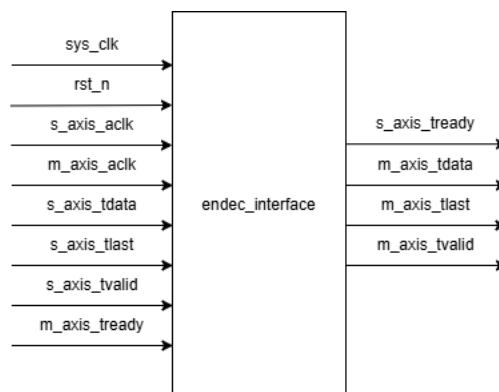 sys_clk
rst_n
s_axis_aclk
m_axis_aclk
s_axis_tdata
s_axis_tlast
s_axis_tvalid
m_axis_tready
endec_interface
s_axis_tready
m_axis_tdata
m_axis_tlast
m_axis_tvalid